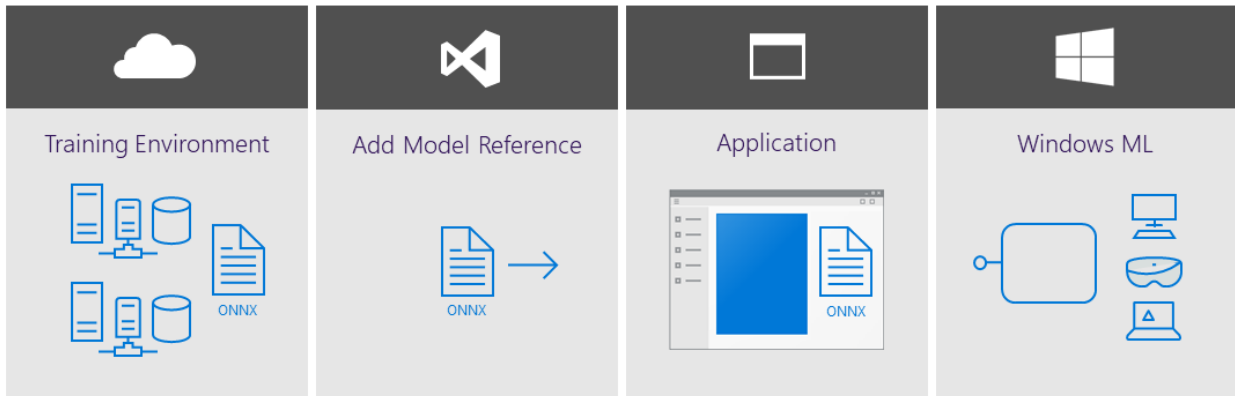 Training Environment
ONNX
Add Model Reference
ONNX
Application
ONNX
Windows ML